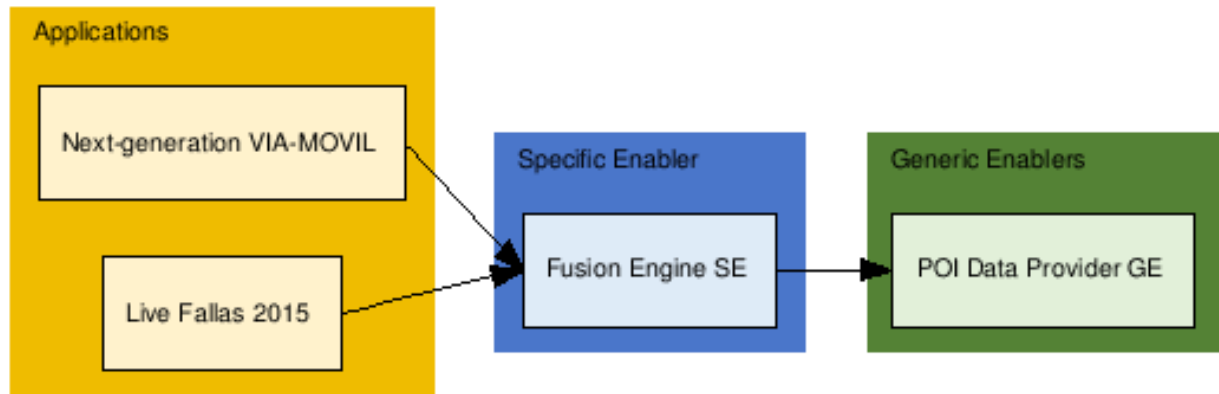 Applications
Next-generation VIA-MOVIL
Live Fallas 2015
Specific Enabler
Fusion Engine SE
Generic Enablers
POI Data Provider GE